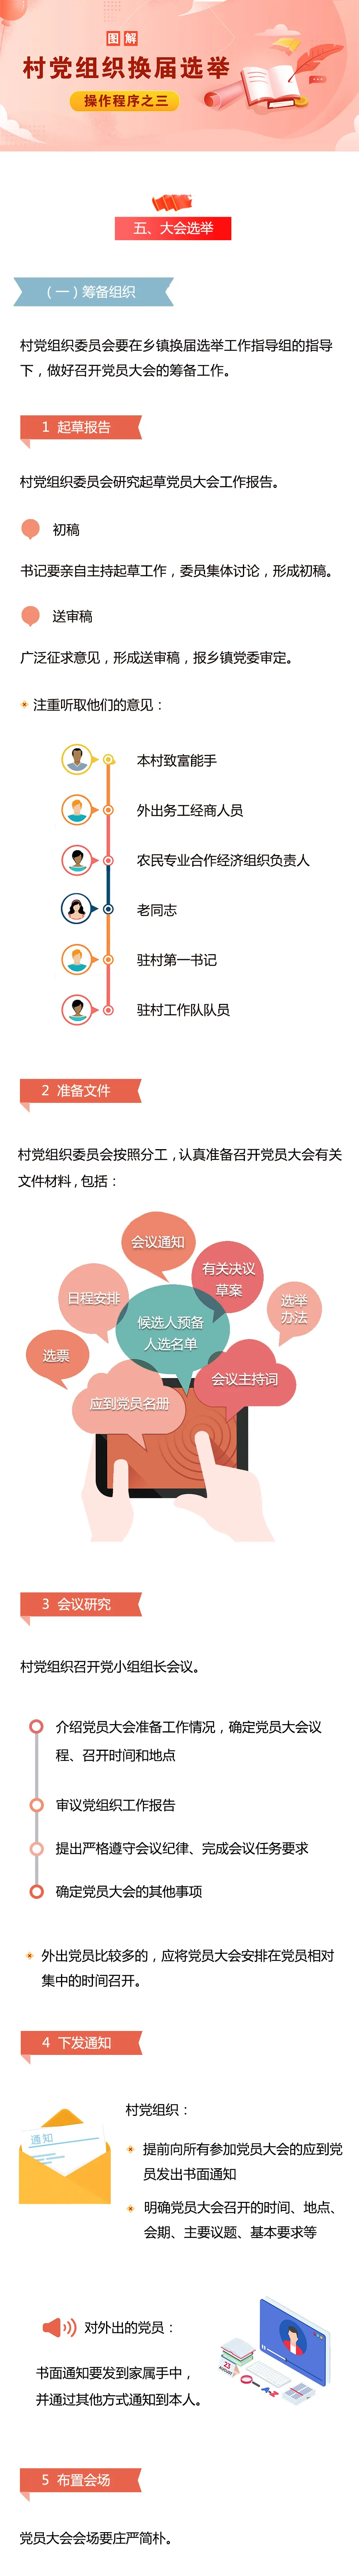 图解
村党组织换届选举
操作程序之三
五、大会选举
（一）筹备组织
村党组织委员会要在乡镇换届选举工作指导组的指导
下，做好召开党员大会的筹备工作。
1 起草报告
村党组织委员会研究起草党员大会工作报告。
初稿
书记要亲自主持起草工作，委员集体讨论，形成初稿。
送审稿
广泛征求意见，形成送审稿，报乡镇党委审定。
注重听取他们的意见：
本村致富能手
外出务工经商人员
农民专业合作经济组织负责人
老同志
驻村第一书记
驻村工作队队员
2 准备文件
村党组织委员会按照分工，认真准备召开党员大会有关
文件材料，包括：
会议通知
有关决议
草案
日程安排
选举
办法
候选人预备
人选名单
选票
会议主持词
应到党员名册
3 会议研究
村党组织召开党小组组长会议。
介绍党员大会准备工作情况，确定党员大会议
程、召开时间和地点
审议党组织工作报告
提出严格遵守会议纪律、完成会议任务要求
确定党员大会的其他事项
外出党员比较多的，应将党员大会安排在党员相对
集中的时间召开。
4 下发通知
村党组织：
通知
提前向所有参加党员大会的应到党
员发出书面通知
明确党员大会召开的时间、地点、
会期、主要议题、基本要求等
对外出的党员：
书面通知要发到家属手中，
并通过其他方式通知到本人。
23
AUGUST
A-Z
5 布置会场
党员大会会场要庄严简朴。